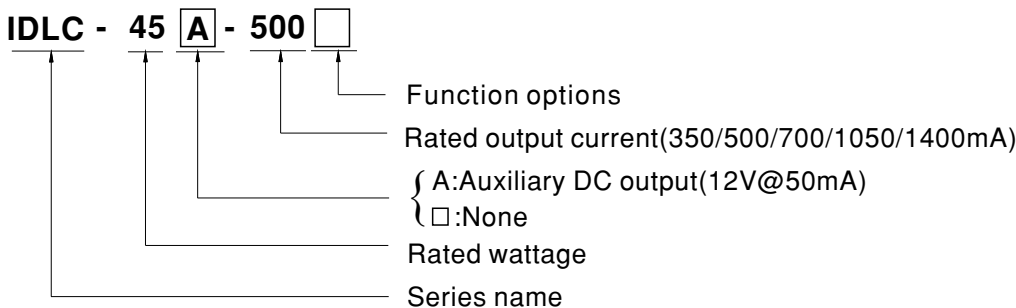 IDLC - 45 A - 500 □
Function options
Rated output current(350/500/700/1050/1400mA)
A:Auxiliary DC output(12V@50mA)
□:None
Rated wattage
Series name